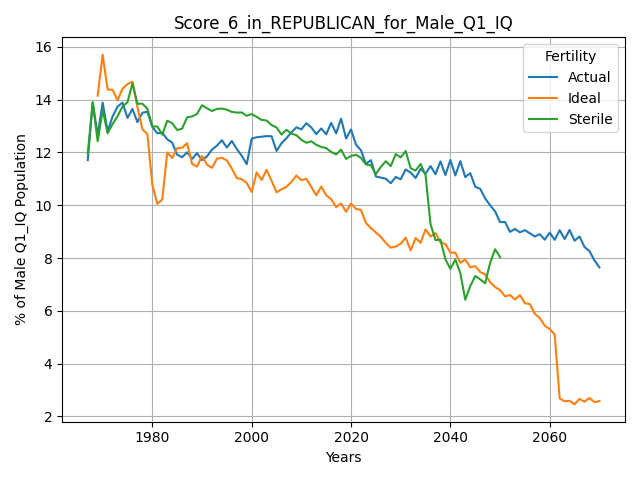 Score_6_in_REPUBLICAN_for_Male_Q1_IQ
Fertility
Actual
Ideal
Sterile
% of Male Q1_IQ Population
16
14
12
10
8
6
4
2
1980
2000
2020
2040
2060
Years